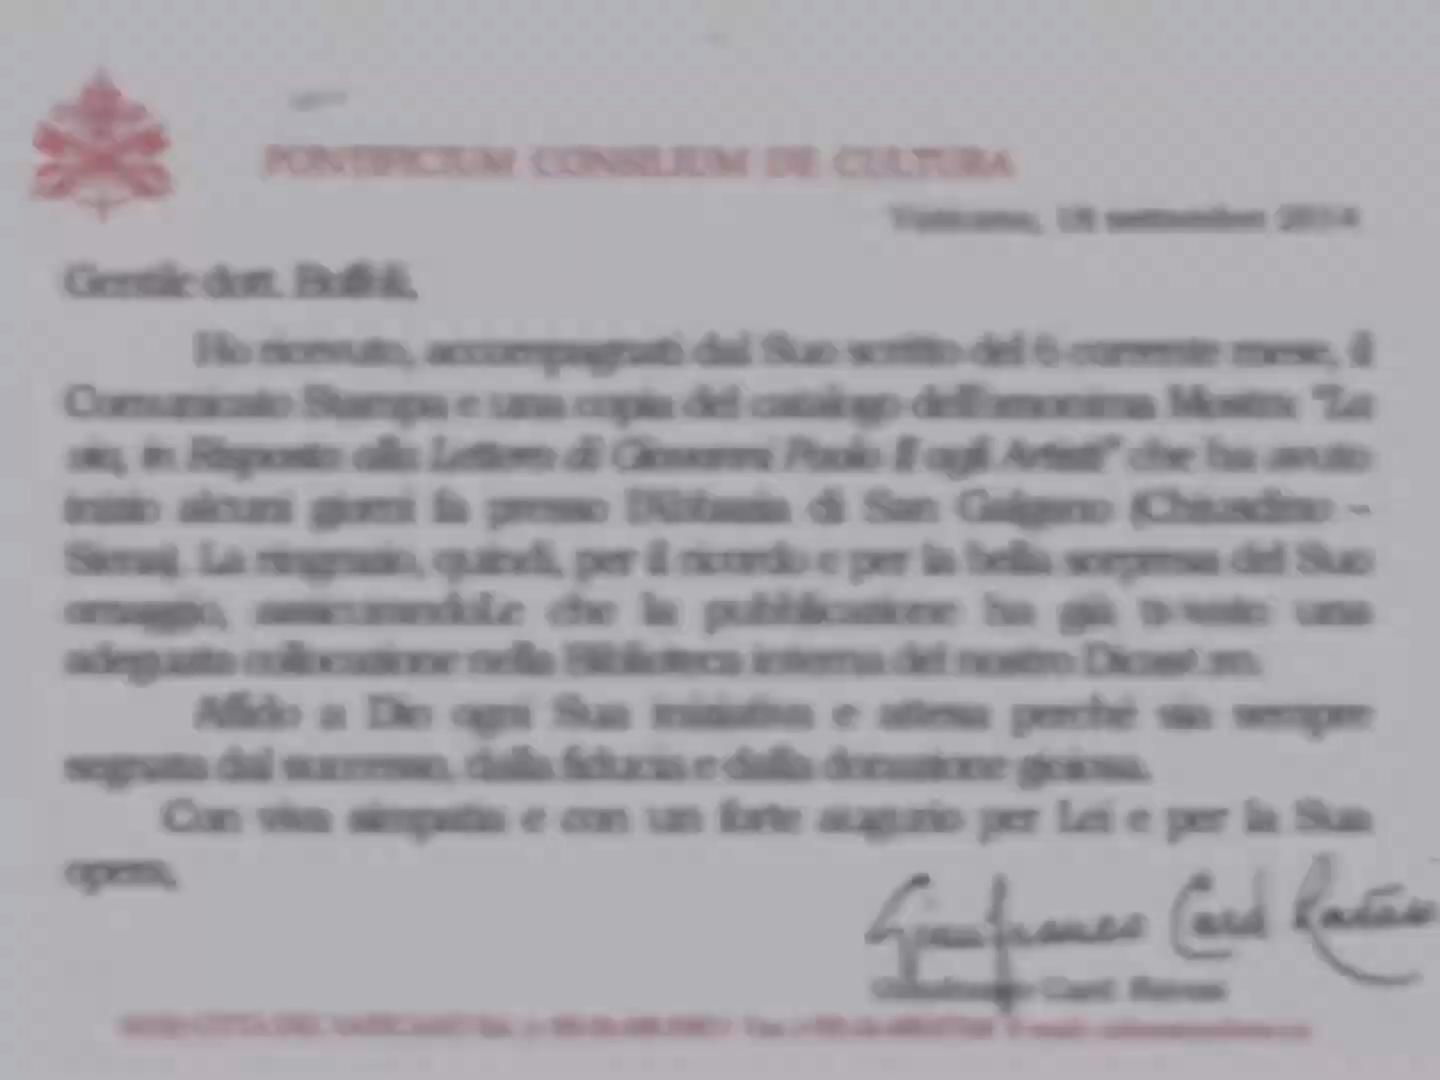 PONTIFICIUM CONSILIUM DE CULTURA
Vaticano, 18 settembre 2014
Gentile dott.
Ho ricevuto, accompagnati dal Suo scritto del 6 corrente mese, il
Comunicato Stampa e una copia del catalogo dell'omonima Mostra "La
via, in Risposta alla Lettera di Giovanni Paolo II agli Artisti" che ha avuto
inizio alcuni giorni fa presso l'Abbazia di San Galgano (Chiusdino –
Siena). La ringrazio, quindi, per il ricordo e per la bella sorpresa del Suo
omaggio, assicurandoLe che la pubblicazione ha già trovato una
adeguata collocazione nella Biblioteca interna del nostro Dicastero.
Affido a Dio ogni Sua iniziativa e attesa perché sia sempre
segnata dal successo, dalla fiducia e dalla donazione gioiosa.
Con viva simpatia e con un forte augurio per Lei e per la Sua
opera,
Gianfranco Card Ravasi
Gianfranco Card. Ravasi